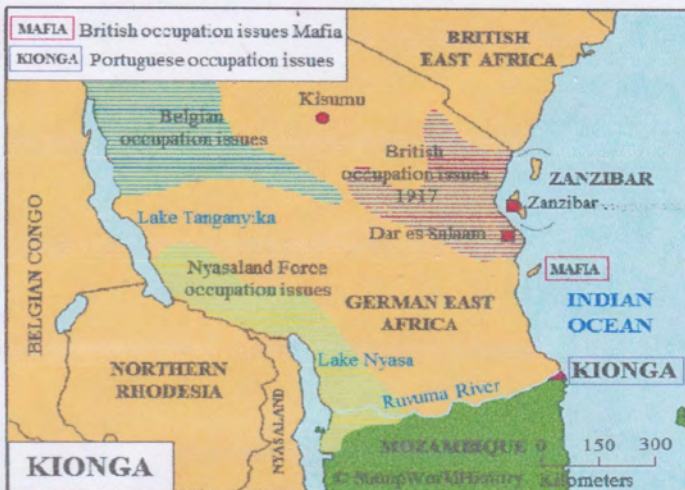 MAFIA British occupation issues Mafia
KIONGA Portuguese occupation issues
BRITISH
EAST AFRICA
Kisumu
Belgian
occupation issues
British
occupation issues
1917
ZANZIBAR
Zanzibar
Lake Tanganyika
Dar es Salaam
Nyasaland Force
occupation issues
MAFIA
BELGIAN CONGO
GERMAN EAST
AFRICA
INDIAN
OCEAN
NORTHERN
RHODESIA
Lake Nyasa
KIONGA
Ruvuma River
NYASALAND
MOZAMBIQUE
0 150 300
Kilometers
© StampWorldHistory
KIONGA